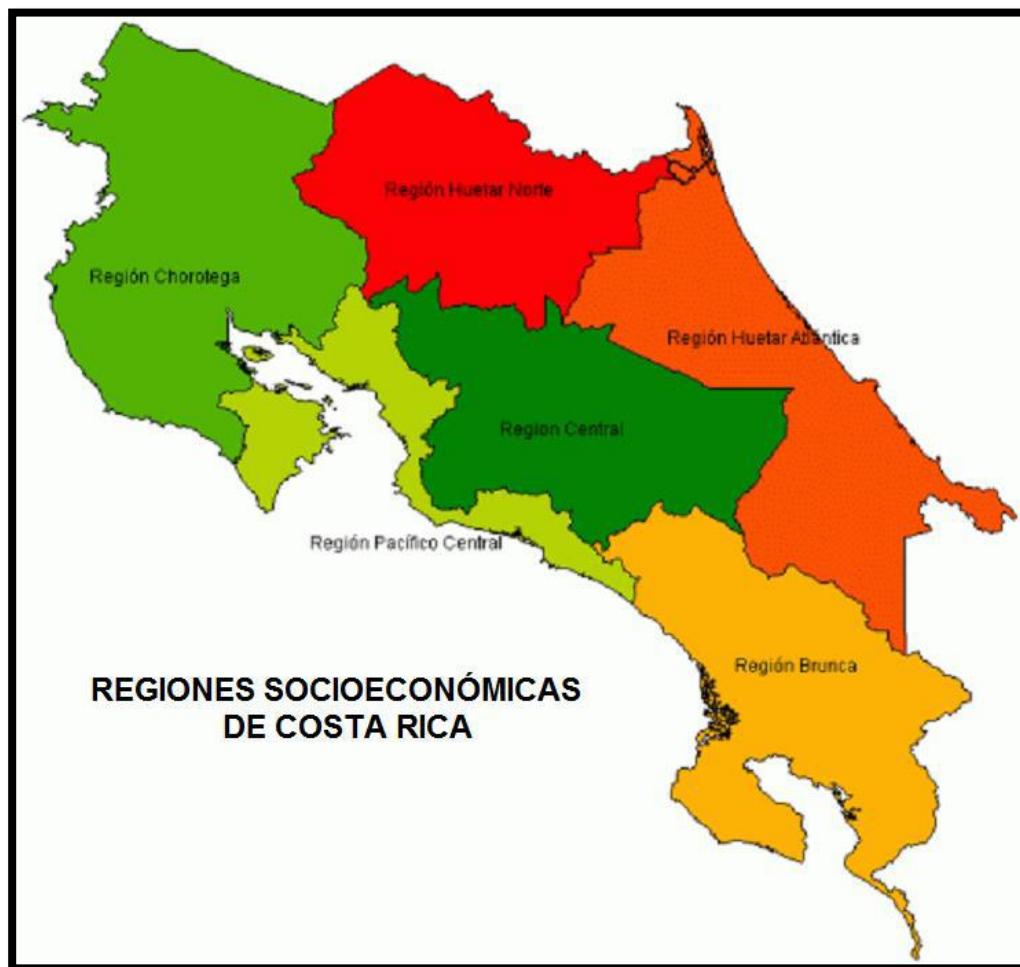 Región Huetar Norte
Región Chorotega
Región Huetar Atlántica
Region Central
Región Pacífico Central
Región Brunca
REGIONES SOCIOECONÓMICAS
DE COSTA RICA